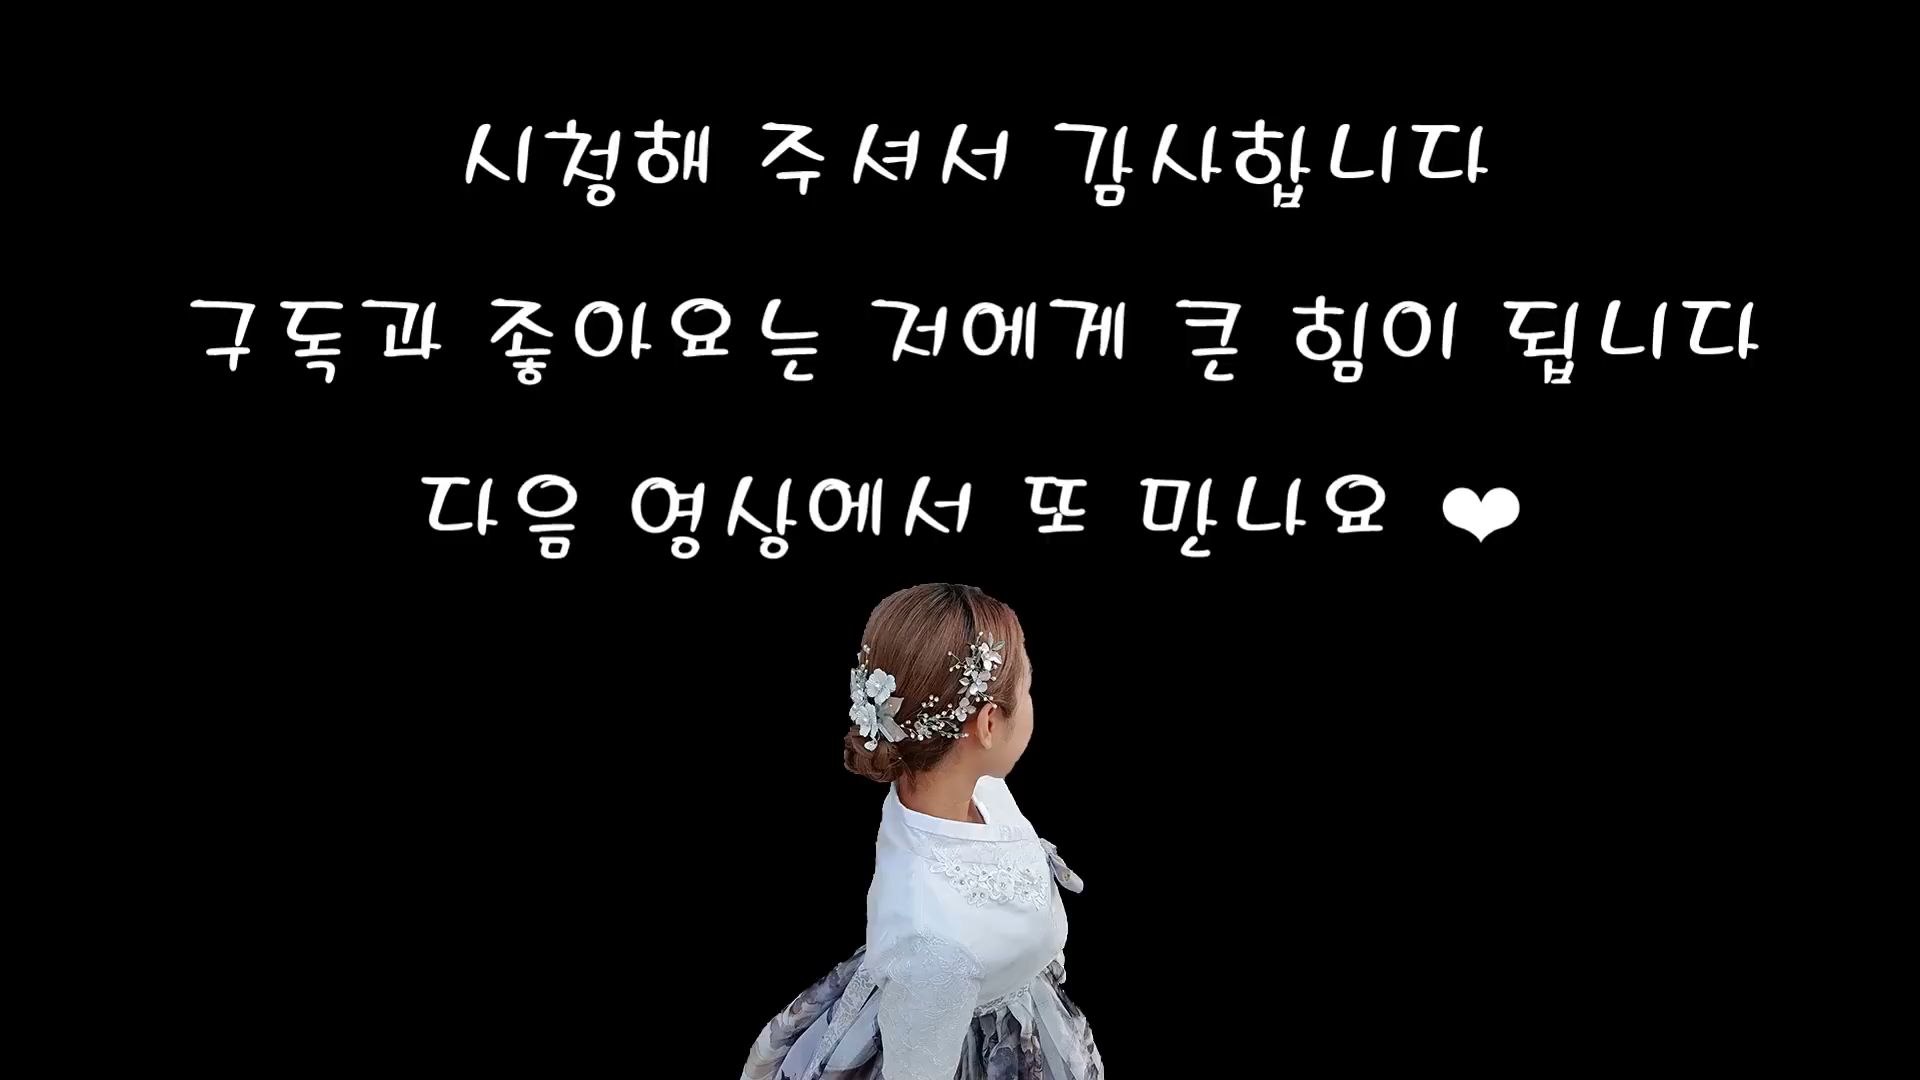 시청해 주셔서 감사합니다
구독과 좋아요는 저에게 큰 힘이 됩니다
다음 영상에서 또 만나요 ❤